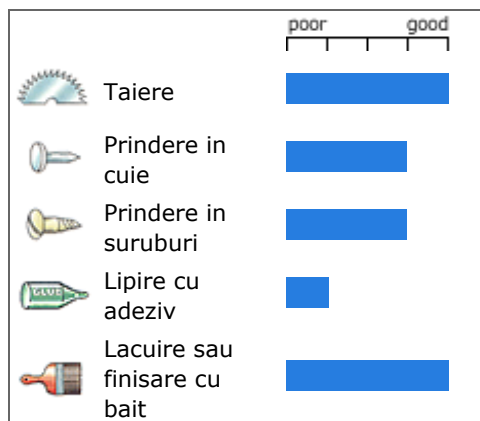 poor good
Taiere
Prindere in
cuie
Prindere in
suruburi
GLUE
Lipire cu
adeziv
Lacuire sau
finisare cu
bait